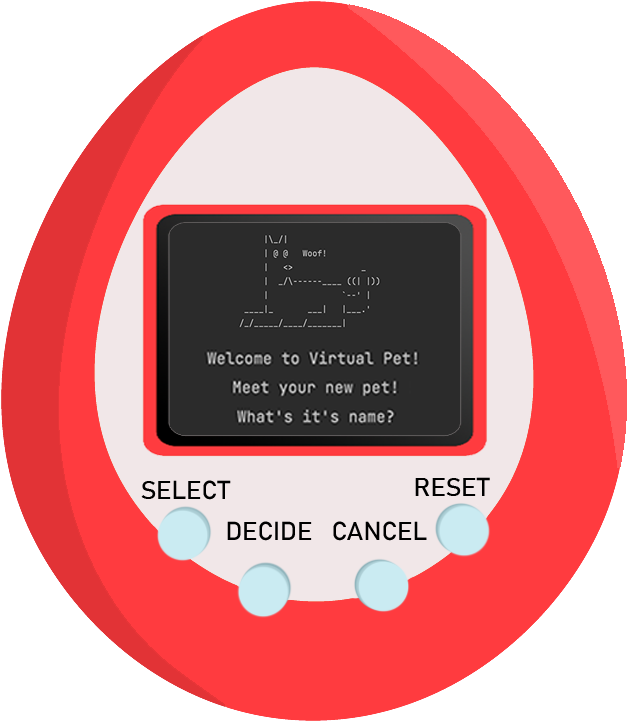 Woof!
Welcome to Virtual Pet!
Meet your new pet!
What's it's name?
SELECT
RESET
DECIDE CANCEL